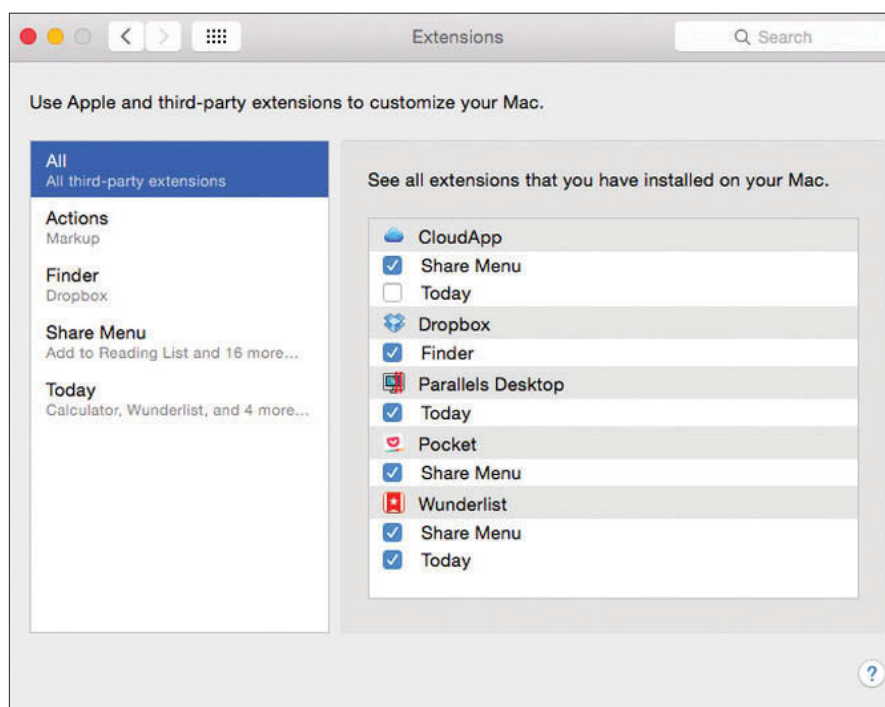 Extensions
Search
Use Apple and third-party extensions to customize your Mac.
All
All third-party extensions
Actions
Markup
Finder
Dropbox
Share Menu
Add to Reading List and 16 more...
Today
Calculator, Wunderlist, and 4 more...
See all extensions that you have installed on your Mac.
CloudApp
Share Menu
Today
Dropbox
Finder
Parallels Desktop
Today
Pocket
Share Menu
Wunderlist
Share Menu
Today
?